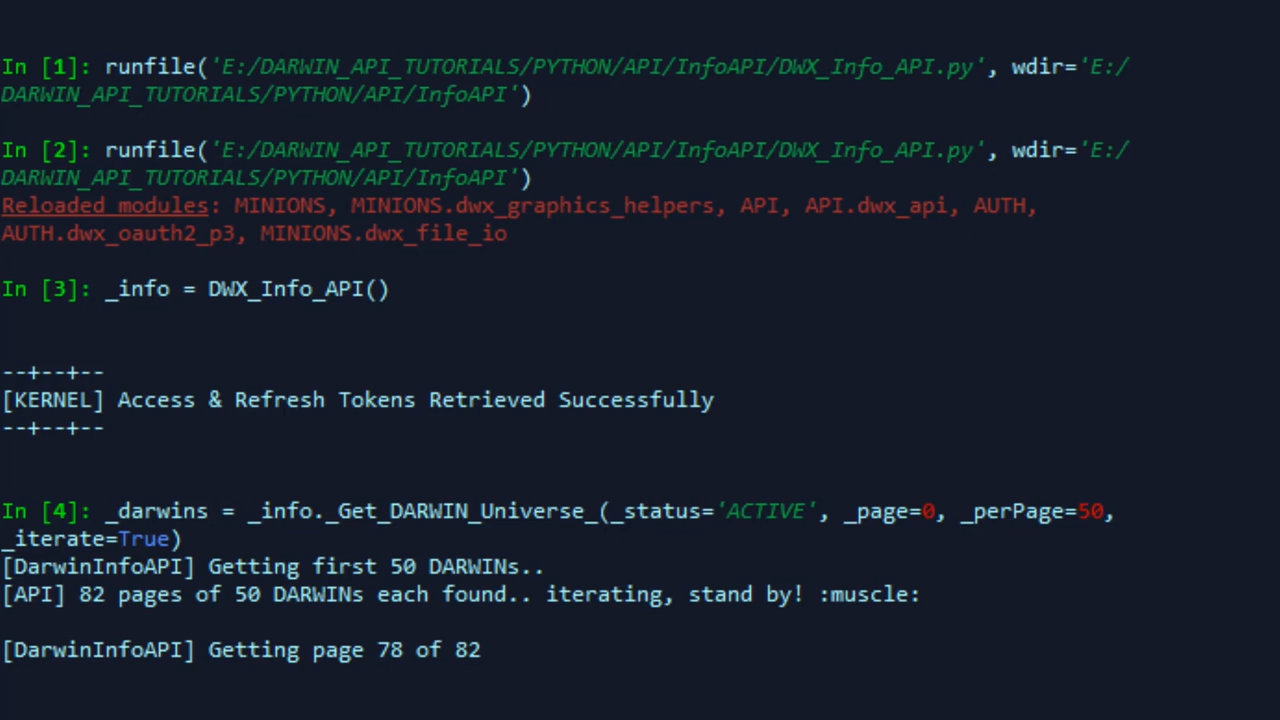 In [1]: runfile('E:/DARWIN_API_TUTORIALS/PYTHON/API/InfoAPI/DWX_Info_API.py', wdir='E:/
DARWIN_API_TUTORIALS/PYTHON/API/InfoAPI')
In [2]: runfile('E:/DARWIN_API_TUTORIALS/PYTHON/API/InfoAPI/DWX_Info_API.py', wdir='E:/
DARWIN_API_TUTORIALS/PYTHON/API/InfoAPI')
Reloaded modules: MINIONS, MINIONS.dwx_graphics_helpers, API, API.dwx_api, AUTH,
AUTH.dwx_oauth2_p3, MINIONS.dwx_file_io
In [3]: _info = DWX_Info_API()
--+--+--
[KERNEL] Access & Refresh Tokens Retrieved Successfully
--+--+--
In [4]: _darwins = _info._Get_DARWIN_Universe_(_status='ACTIVE', _page=0, _perPage=50,
_iterate=True)
[DarwinInfoAPI] Getting first 50 DARWINs..
[API] 82 pages of 50 DARWINs each found.. iterating, stand by! :muscle:
[DarwinInfoAPI] Getting page 78 of 82